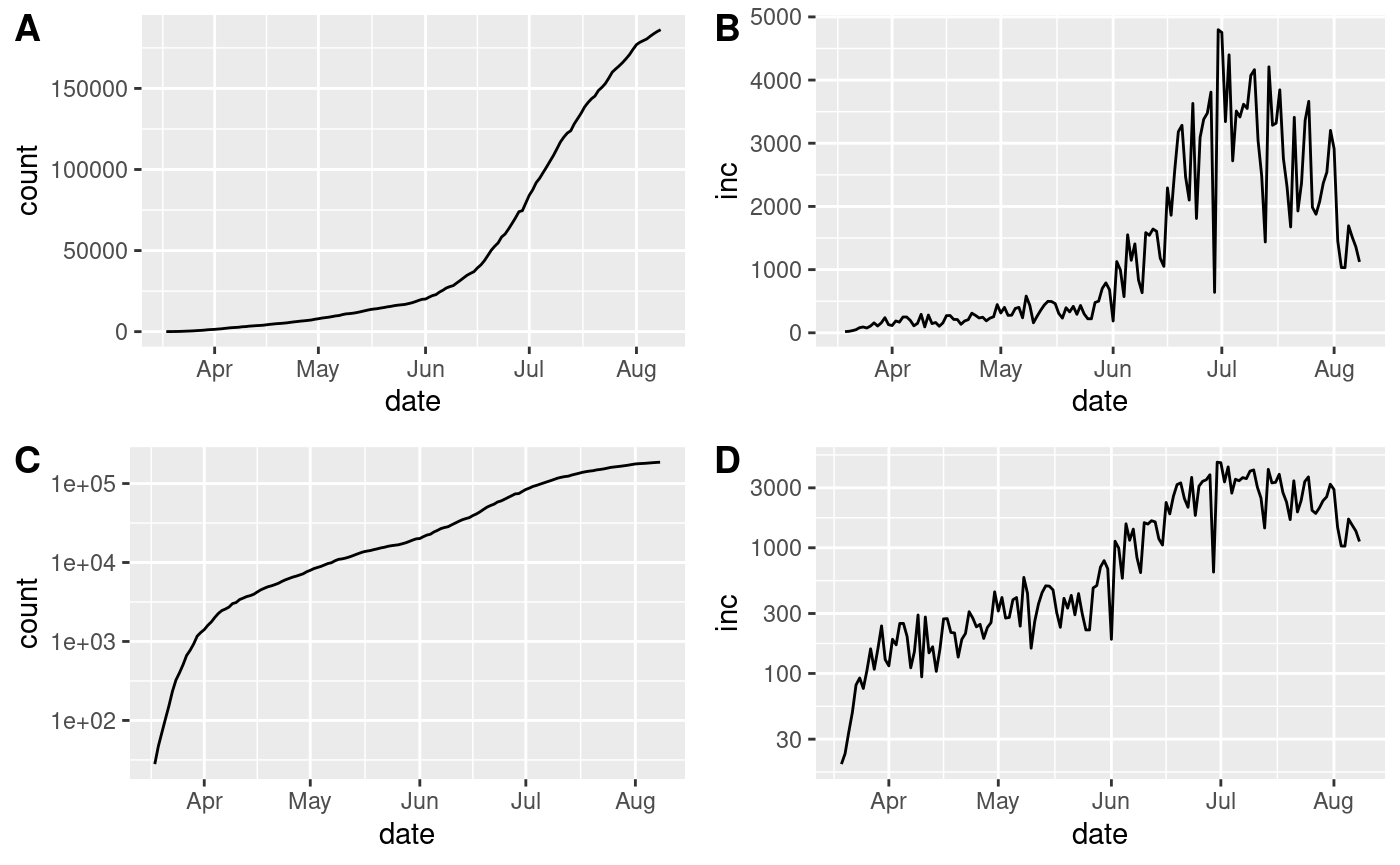 A
count
150000
100000
50000
0
Apr May Jun Jul Aug
date
B
inc
5000
4000
3000
2000
1000
0
Apr May Jun Jul Aug
date
C
count
1e+05
1e+04
1e+03
1e+02
Apr May Jun Jul Aug
date
D
inc
3000
1000
300
100
30
Apr May Jun Jul Aug
date